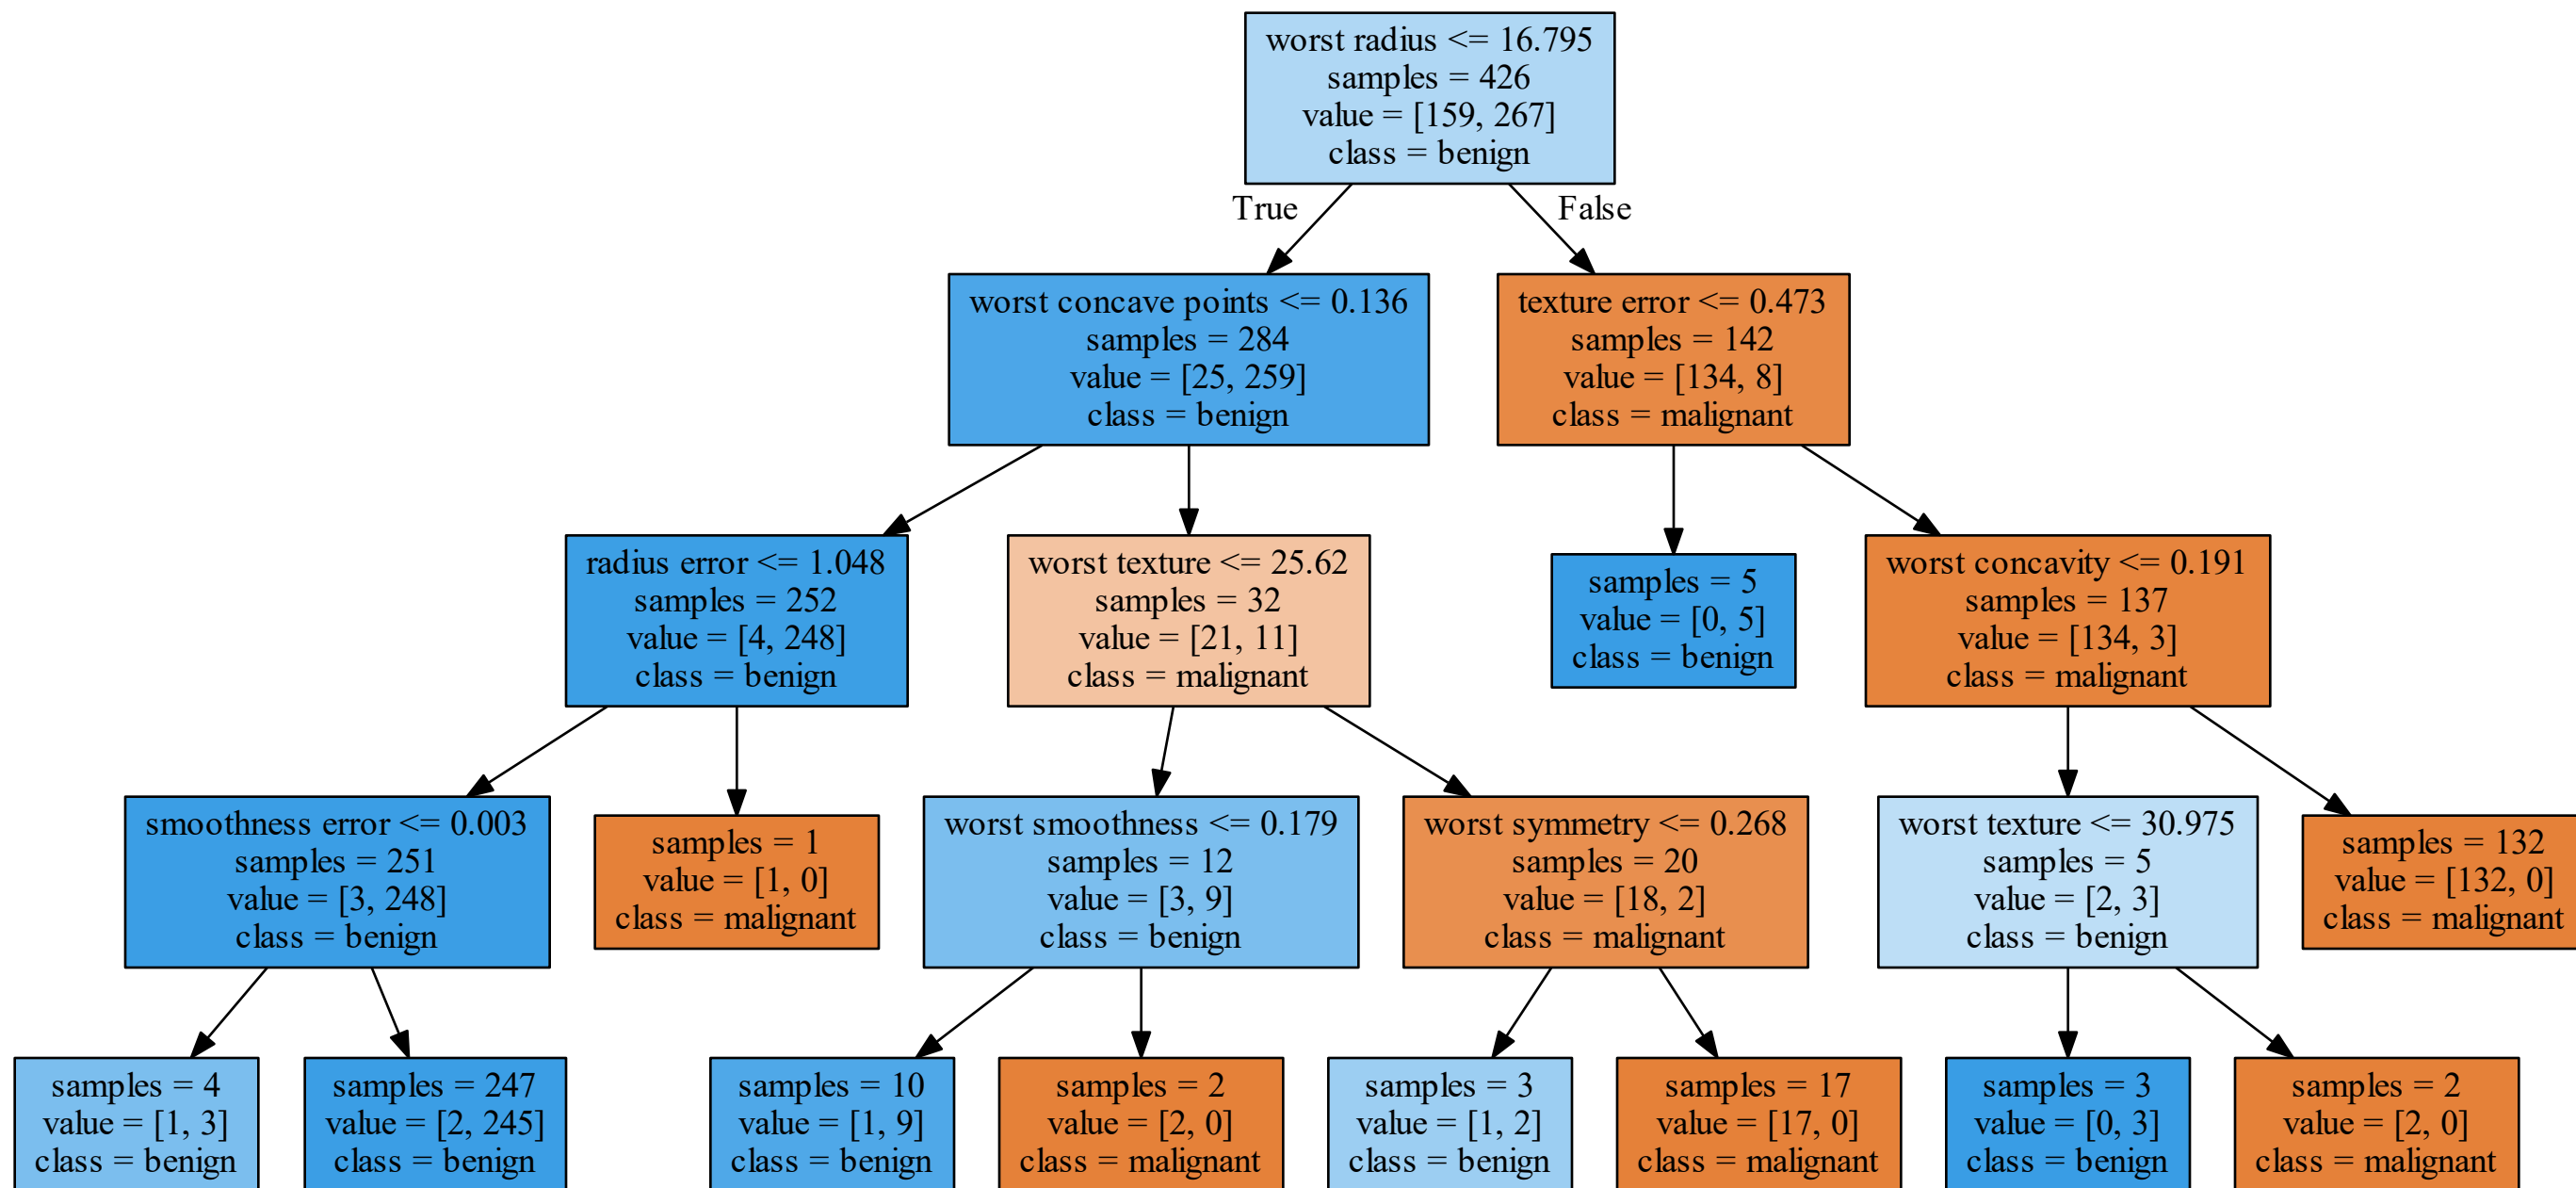 worst radius <= 16.795
samples = 426
value = [159, 267]
class = benign
True
False
worst concave points <= 0.136
samples = 284
value = [25, 259]
class = benign
texture error <= 0.473
samples = 142
value = [134, 8]
class = malignant
radius error <= 1.048
samples = 252
value = [4, 248]
class = benign
worst texture <= 25.62
samples = 32
value = [21, 11]
class = malignant
samples = 5
value = [0, 5]
class = benign
worst concavity <= 0.191
samples = 137
value = [134, 3]
class = malignant
smoothness error <= 0.003
samples = 251
value = [3, 248]
class = benign
samples = 1
value = [1, 0]
class = malignant
worst smoothness <= 0.179
samples = 12
value = [3, 9]
class = benign
worst symmetry <= 0.268
samples = 20
value = [18, 2]
class = malignant
worst texture <= 30.975
samples = 5
value = [2, 3]
class = benign
samples = 132
value = [132, 0]
class = malignant
samples = 4
value = [1, 3]
class = benign
samples = 247
value = [2, 245]
class = benign
samples = 10
value = [1, 9]
class = benign
samples = 2
value = [2, 0]
class = malignant
samples = 3
value = [1, 2]
class = benign
samples = 17
value = [17, 0]
class = malignant
samples = 3
value = [0, 3]
class = benign
samples = 2
value = [2, 0]
class = malignant